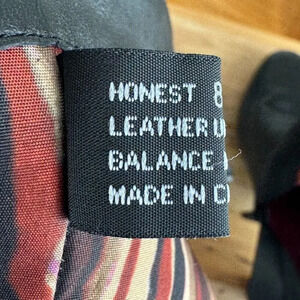 HONEST 8
LEATHER U
BALANCE
MADE IN C